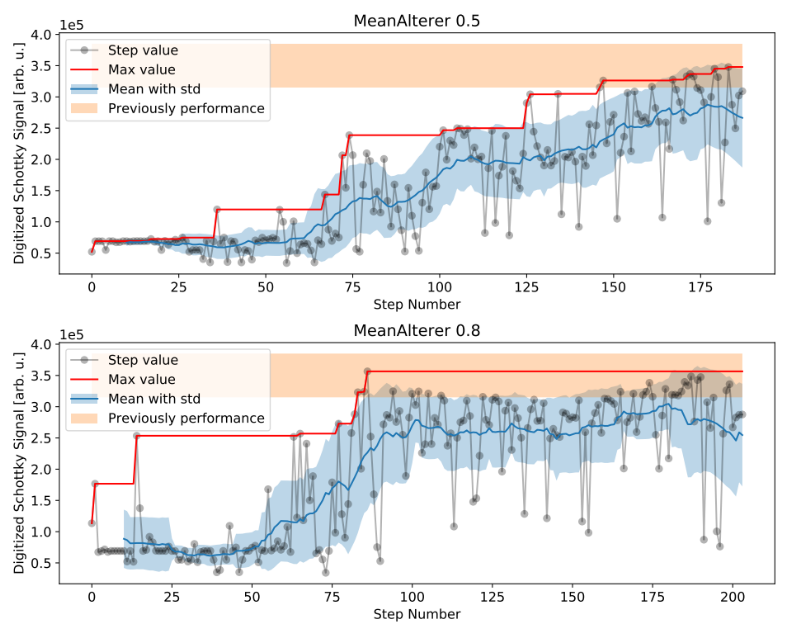 MeanAlterer 0.5
1e5
Digitized Schottky Signal [arb. u.]
4.0
3.5
3.0
2.5
2.0
1.5
1.0
0.5
Step value
Max value
Mean with std
Previously performance
0 25 50 75 100 125 150 175
Step Number
MeanAlterer 0.8
1e5
Digitized Schottky Signal [arb. u.]
4.0
3.5
3.0
2.5
2.0
1.5
1.0
0.5
Step value
Max value
Mean with std
Previously performance
0 25 50 75 100 125 150 175 200
Step Number